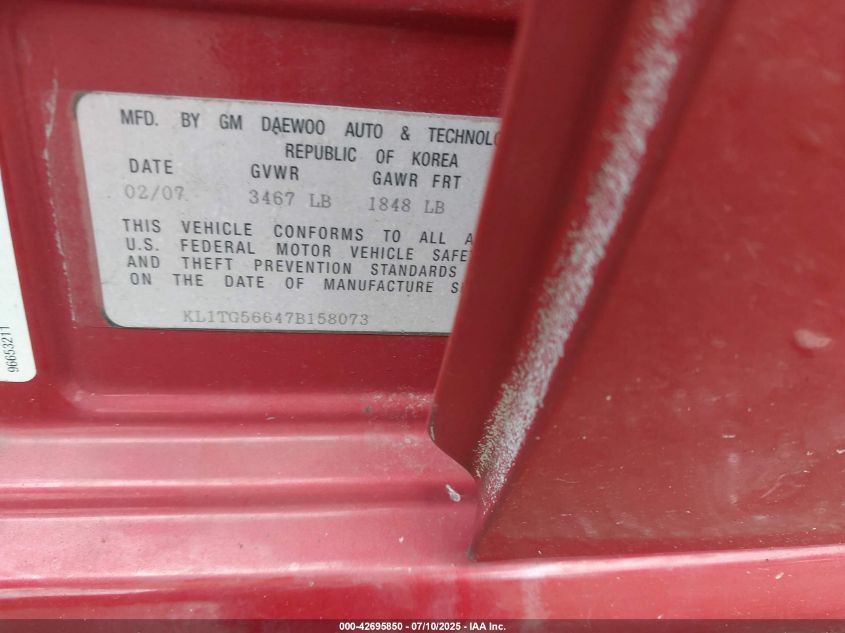 MFD. BY GM DAEWOO AUTO & TECHNOLO
REPUBLIC OF KOREA
DATE GVWR GAWR FRT
02/07 3467 LB 1848 LB
THIS VEHICLE CONFORMS TO ALL A
U.S. FEDERAL MOTOR VEHICLE SAFE
AND THEFT PREVENTION STANDARDS
ON THE DATE OF MANUFACTURE S
KL1TG56647B158073
96653211
000-42695850 - 07/10/2025 - IAA Inc.